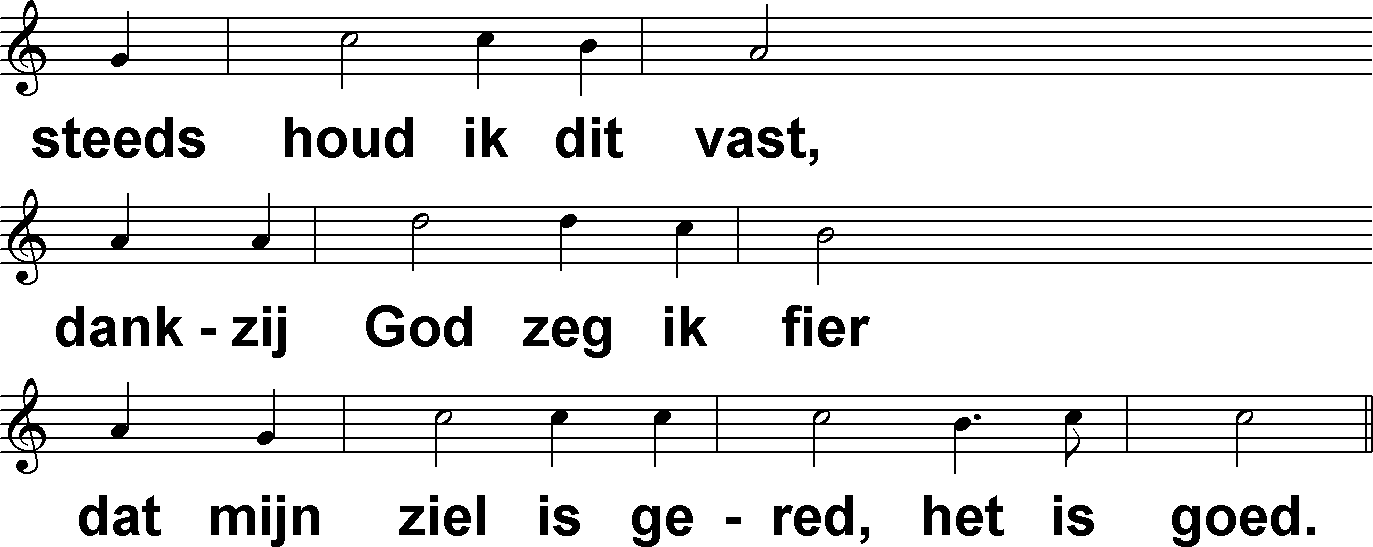 steeds houd ik dit vast,
dank - zij God zeg ik fier
dat mijn ziel is ge - red, het is goed.